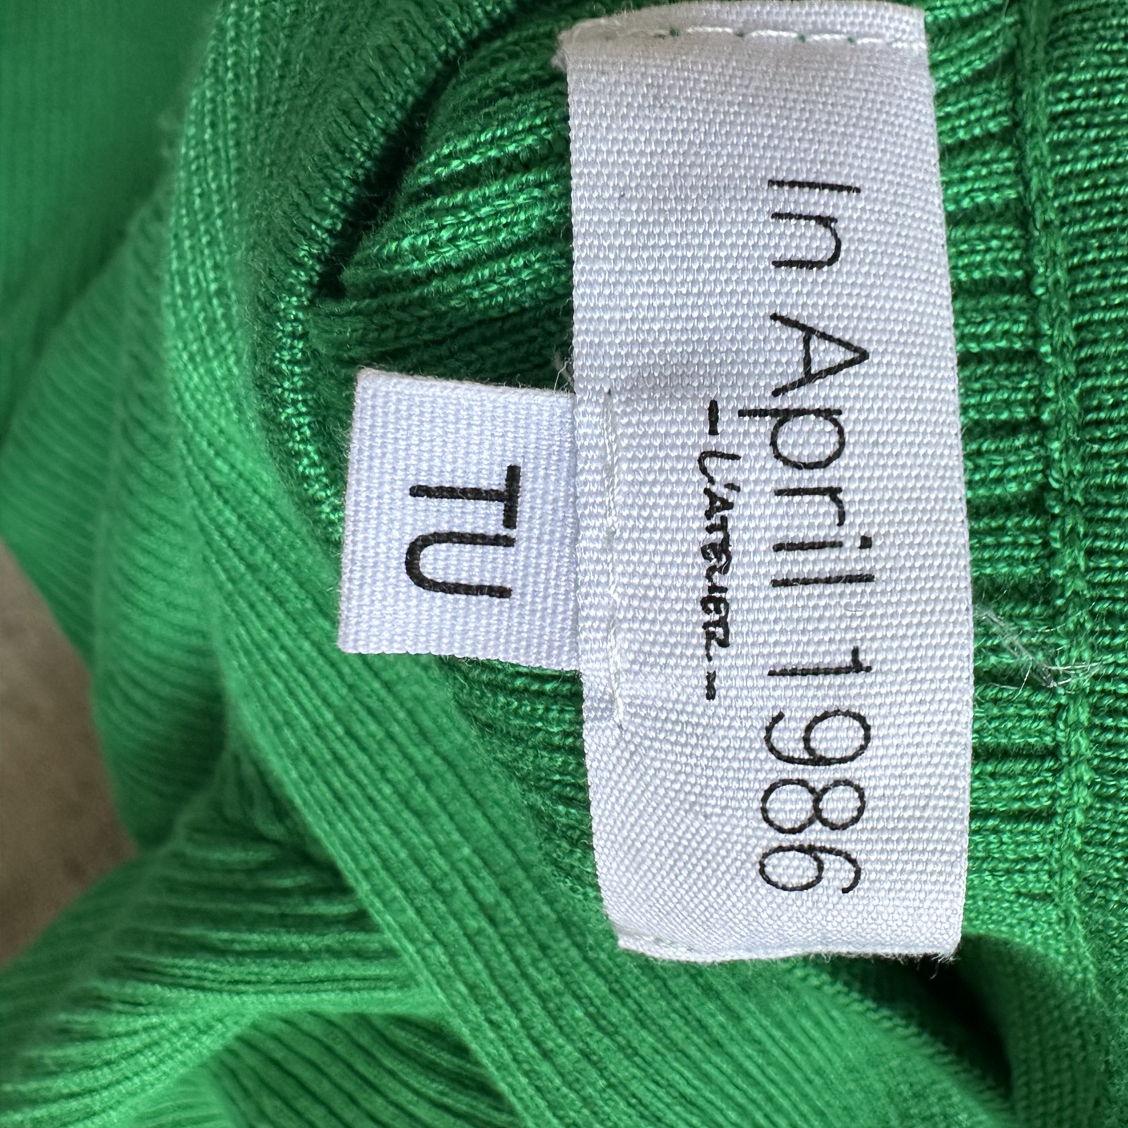 In April 1986
- L'ATELIER -
TU